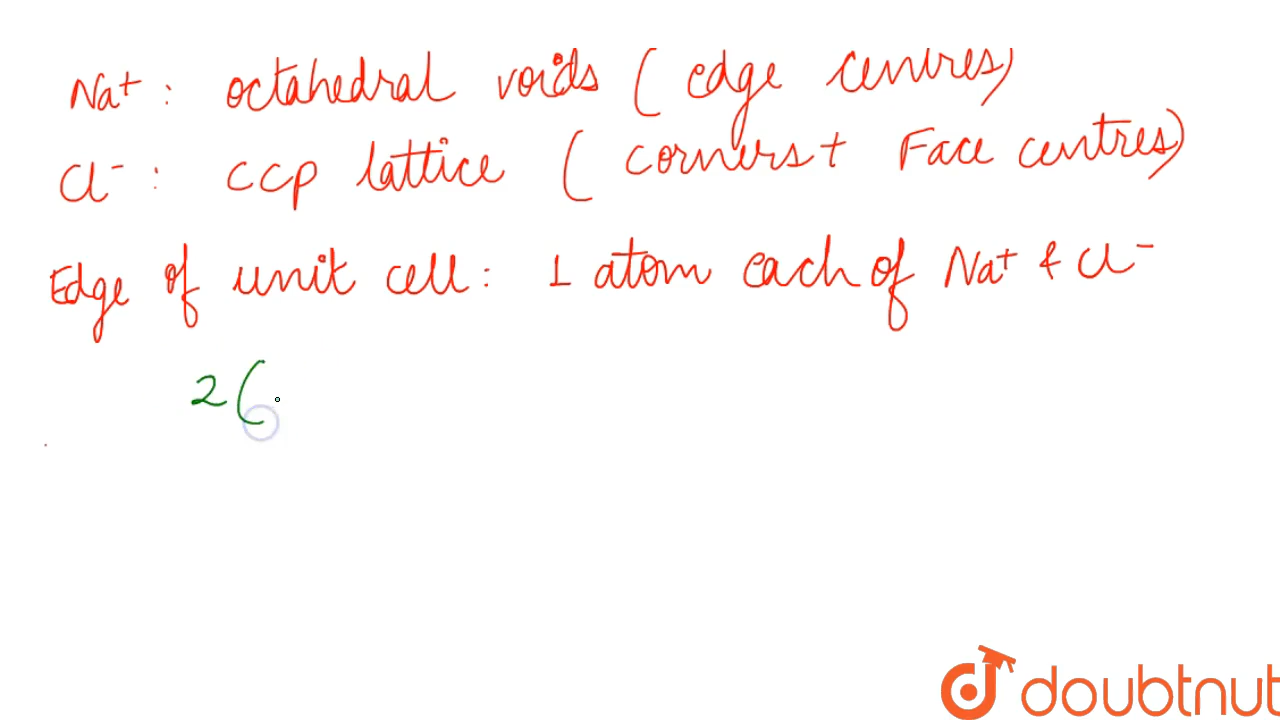 Na+ : octahedral voids ( edge centres)
Cl- : ccp lattice ( corners + Face centres)
Edge of unit cell: 1 atom each of Na+ & Cl-
2(
doubtnut